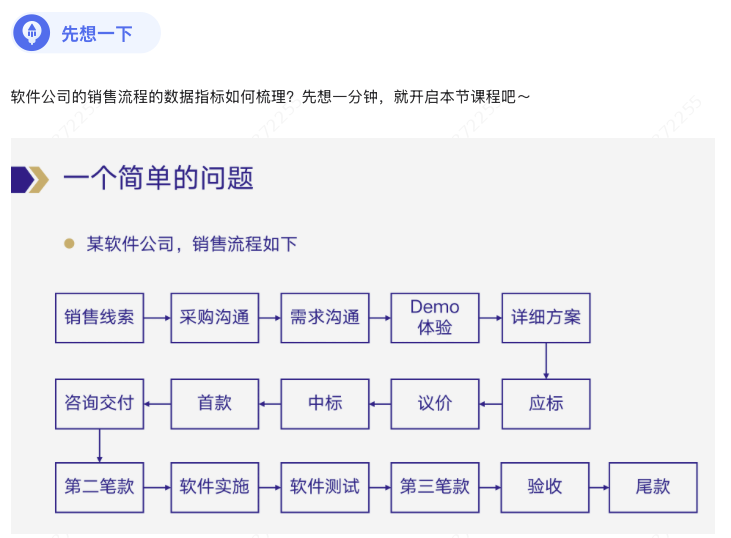 先想一下
软件公司的销售流程的数据指标如何梳理？先想一分钟，就开启本节课程吧～
一个简单的问题
某软件公司，销售流程如下
销售线索
采购沟通
需求沟通
Demo
体验
详细方案
咨询交付
首款
中标
议价
应标
第二笔款
软件实施
软件测试
第三笔款
验收
尾款